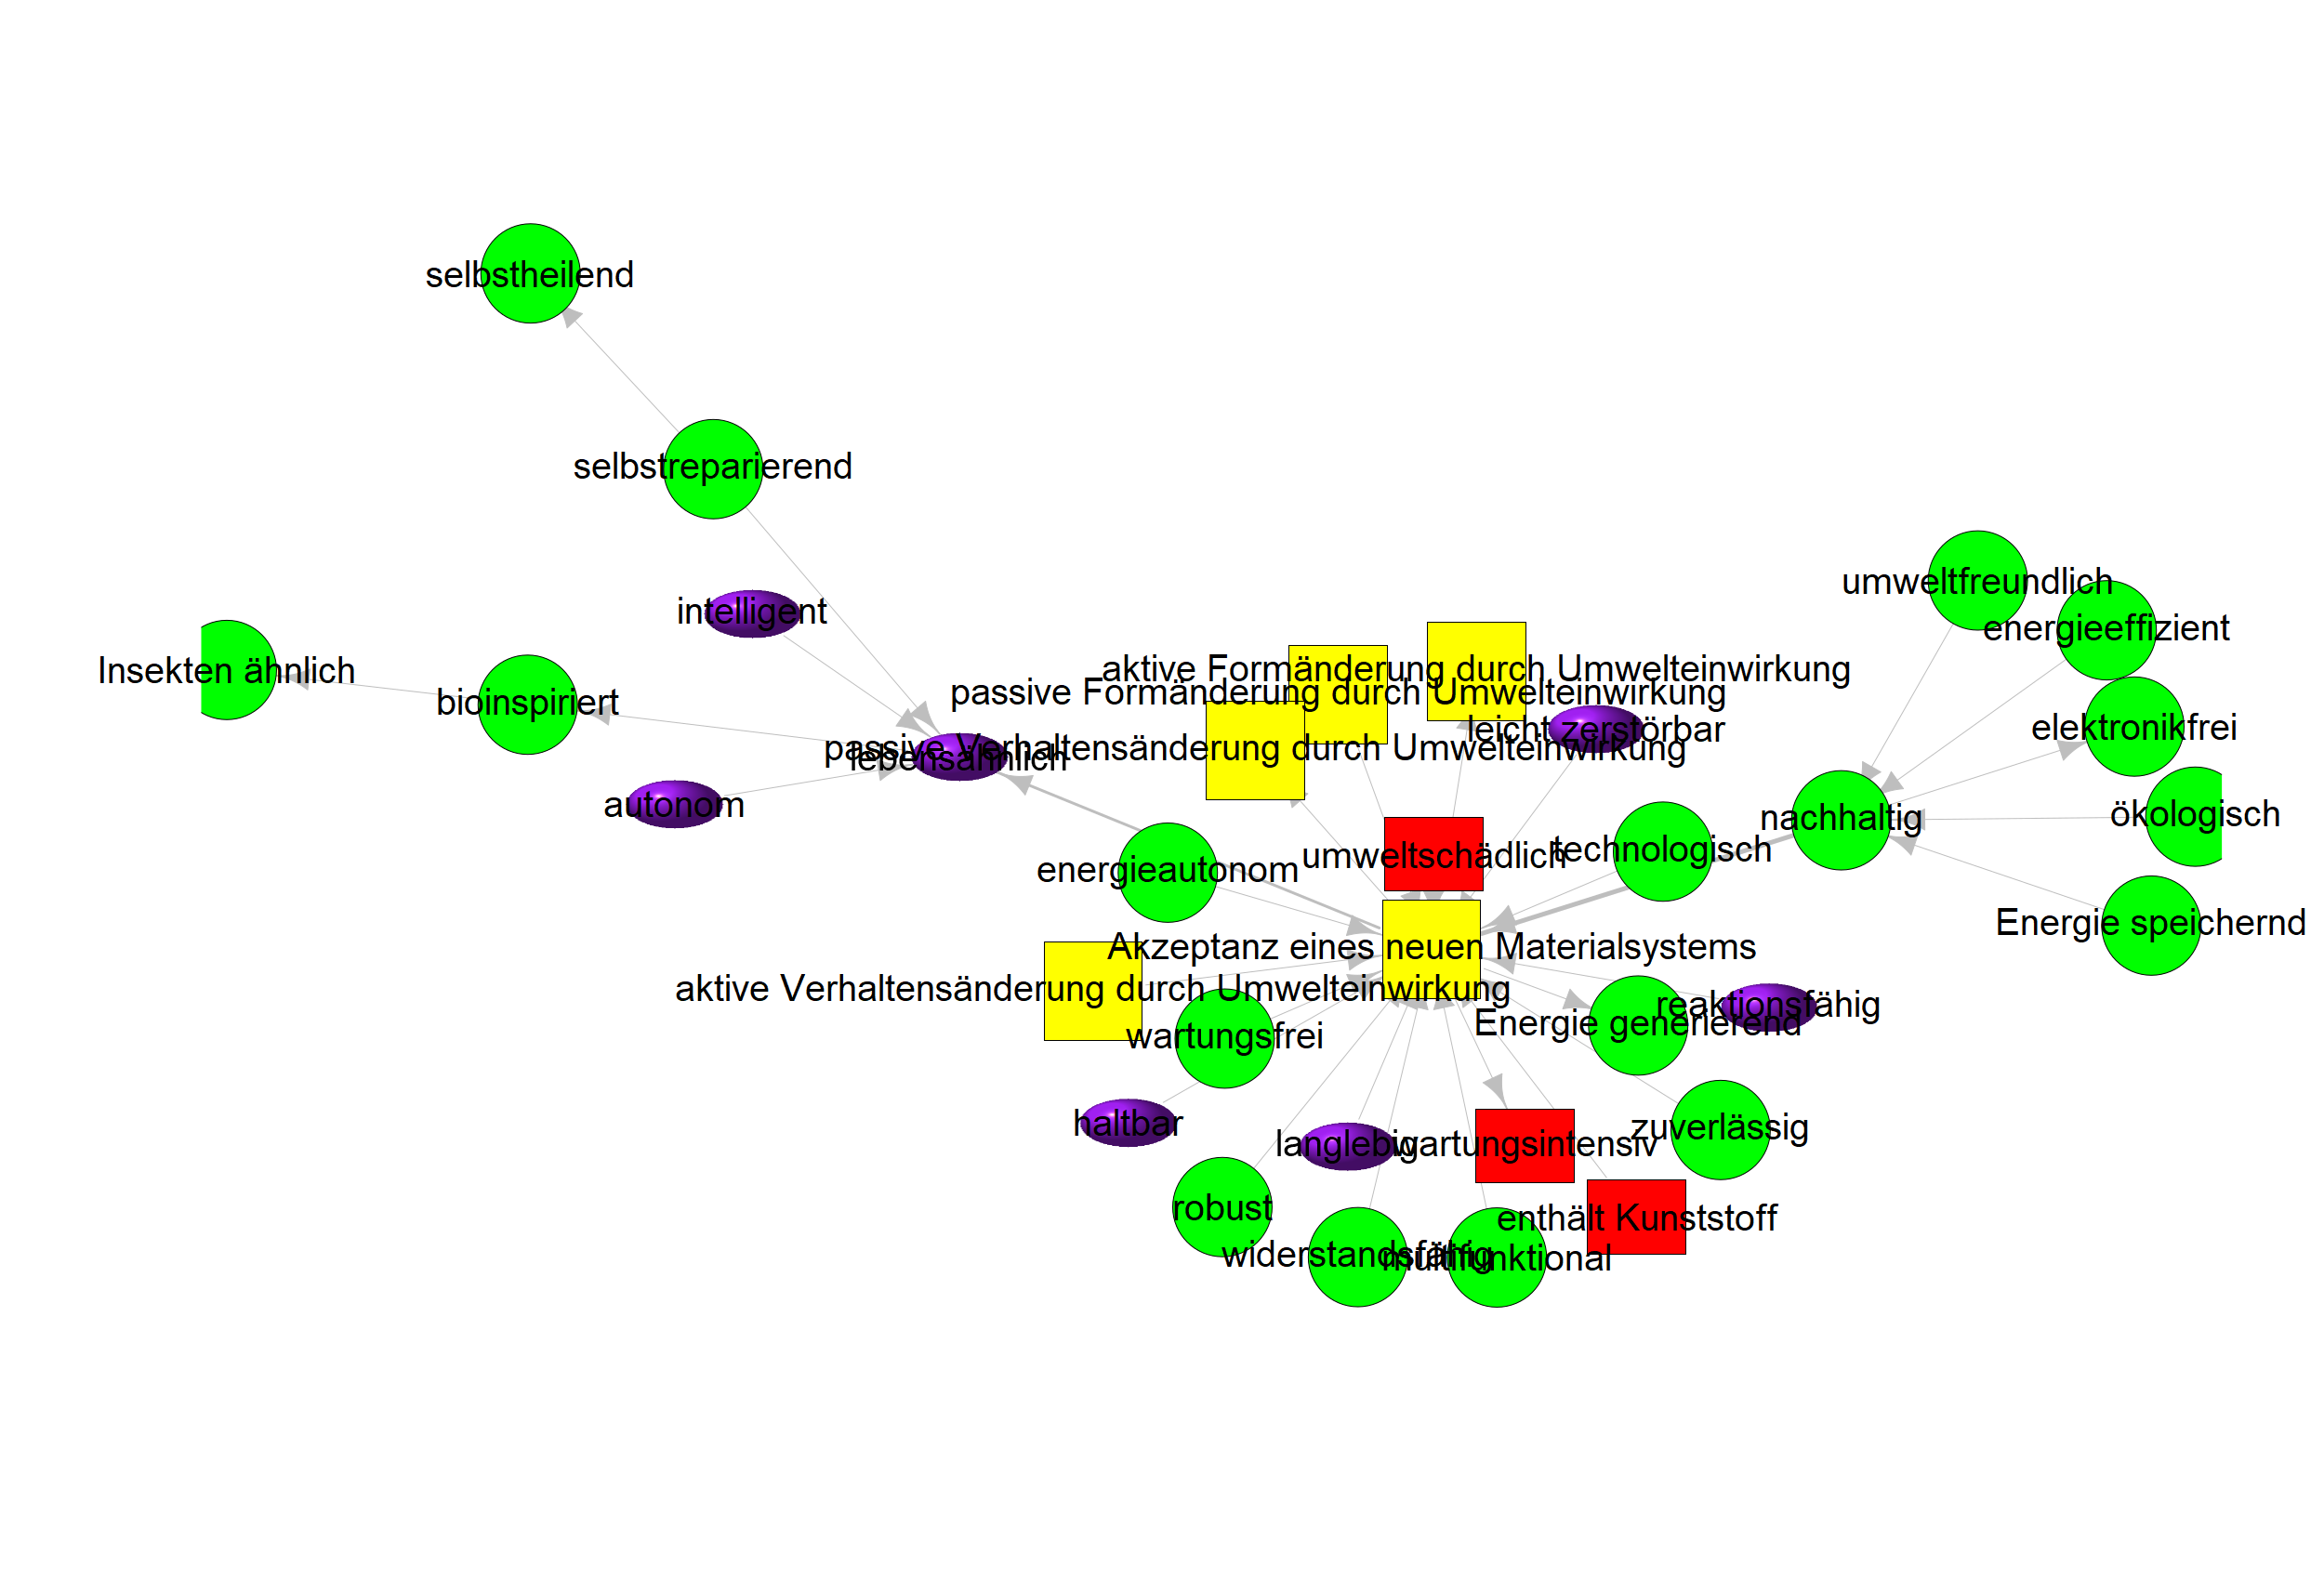 selbstheilend
selbstreparierend
umweltfreundlich
intelligent
energieeffizient
Insekten ähnlich
aktive Formänderung durch Umwelteinwirkung
passive Formänderung durch Umwelteinwirkung
bioinspiriert
leicht zerstörbar
elektronikfrei
passive Verhaltensänderung durch Umwelteinwirkung
lebensähnlich
autonom
nachhaltig
ökologisch
technologisch
umweltschädlich
energieautonom
Energie speichernd
Akzeptanz eines neuen Materialsystems
aktive Verhaltensänderung durch Umwelteinwirkung
reaktionsfähig
Energie generierend
wartungsfrei
haltbar
zuverlässig
langlebig
wartungsintensiv
robust
enthält Kunststoff
widerstandsfähig
multifunktional